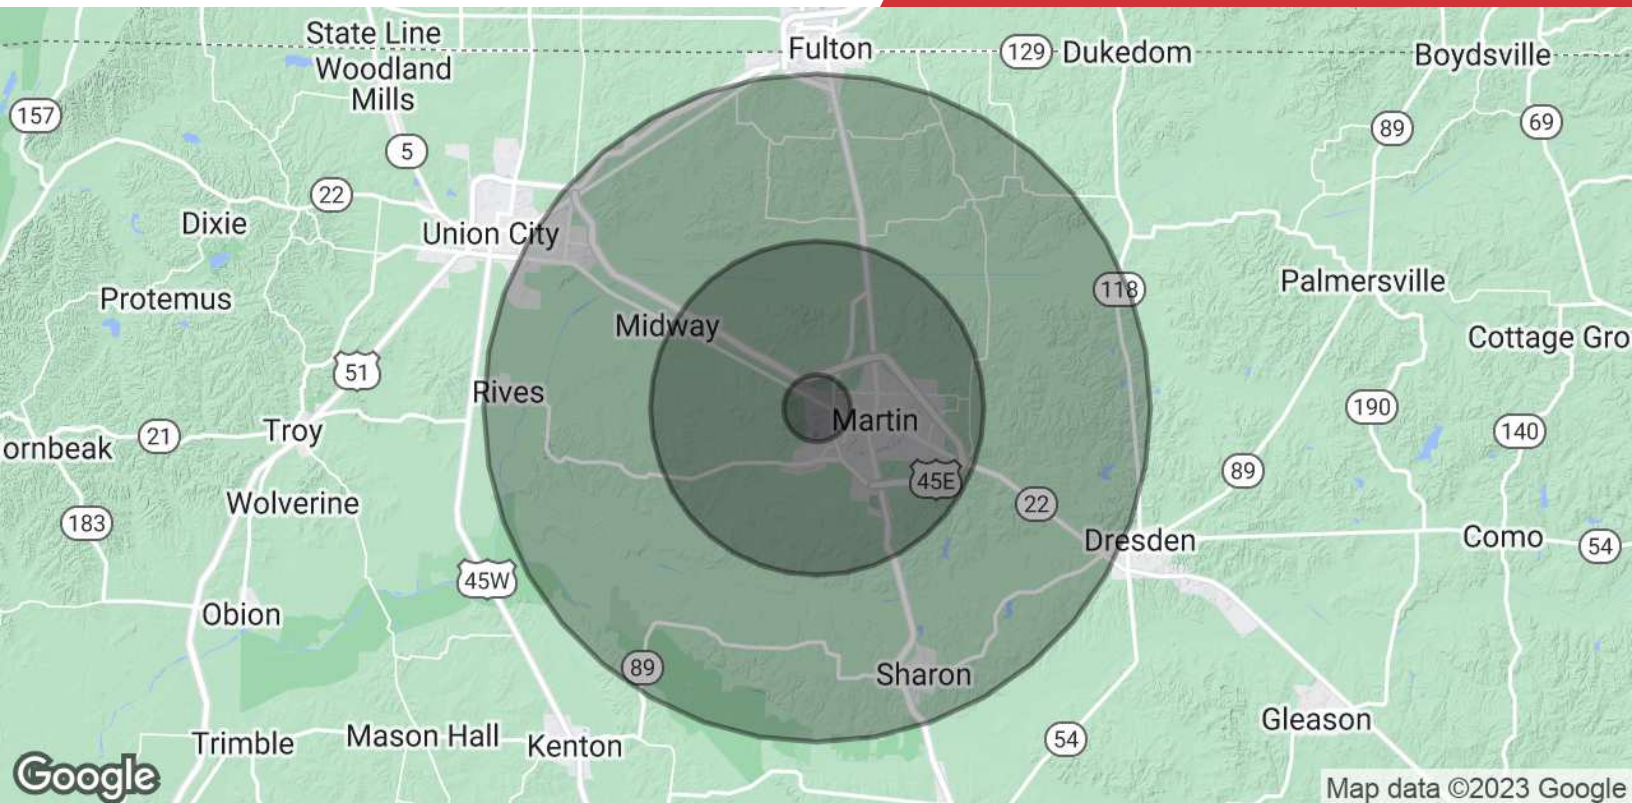 State Line
Fulton
129
Dukedom
Boydsville
Woodland
Mills
157
89
69
5
22
Dixie
Union City
Palmersville
118
Protemus
Midway
Cottage Gro
51
Rives
190
Martin
Troy
21
140
ornbeak
89
45E
Wolverine
22
183
Dresden
Como
54
45W
Obion
89
Sharon
Gleason
54
Trimble
Mason Hall
Kenton
Google
Map data ©2023 Google